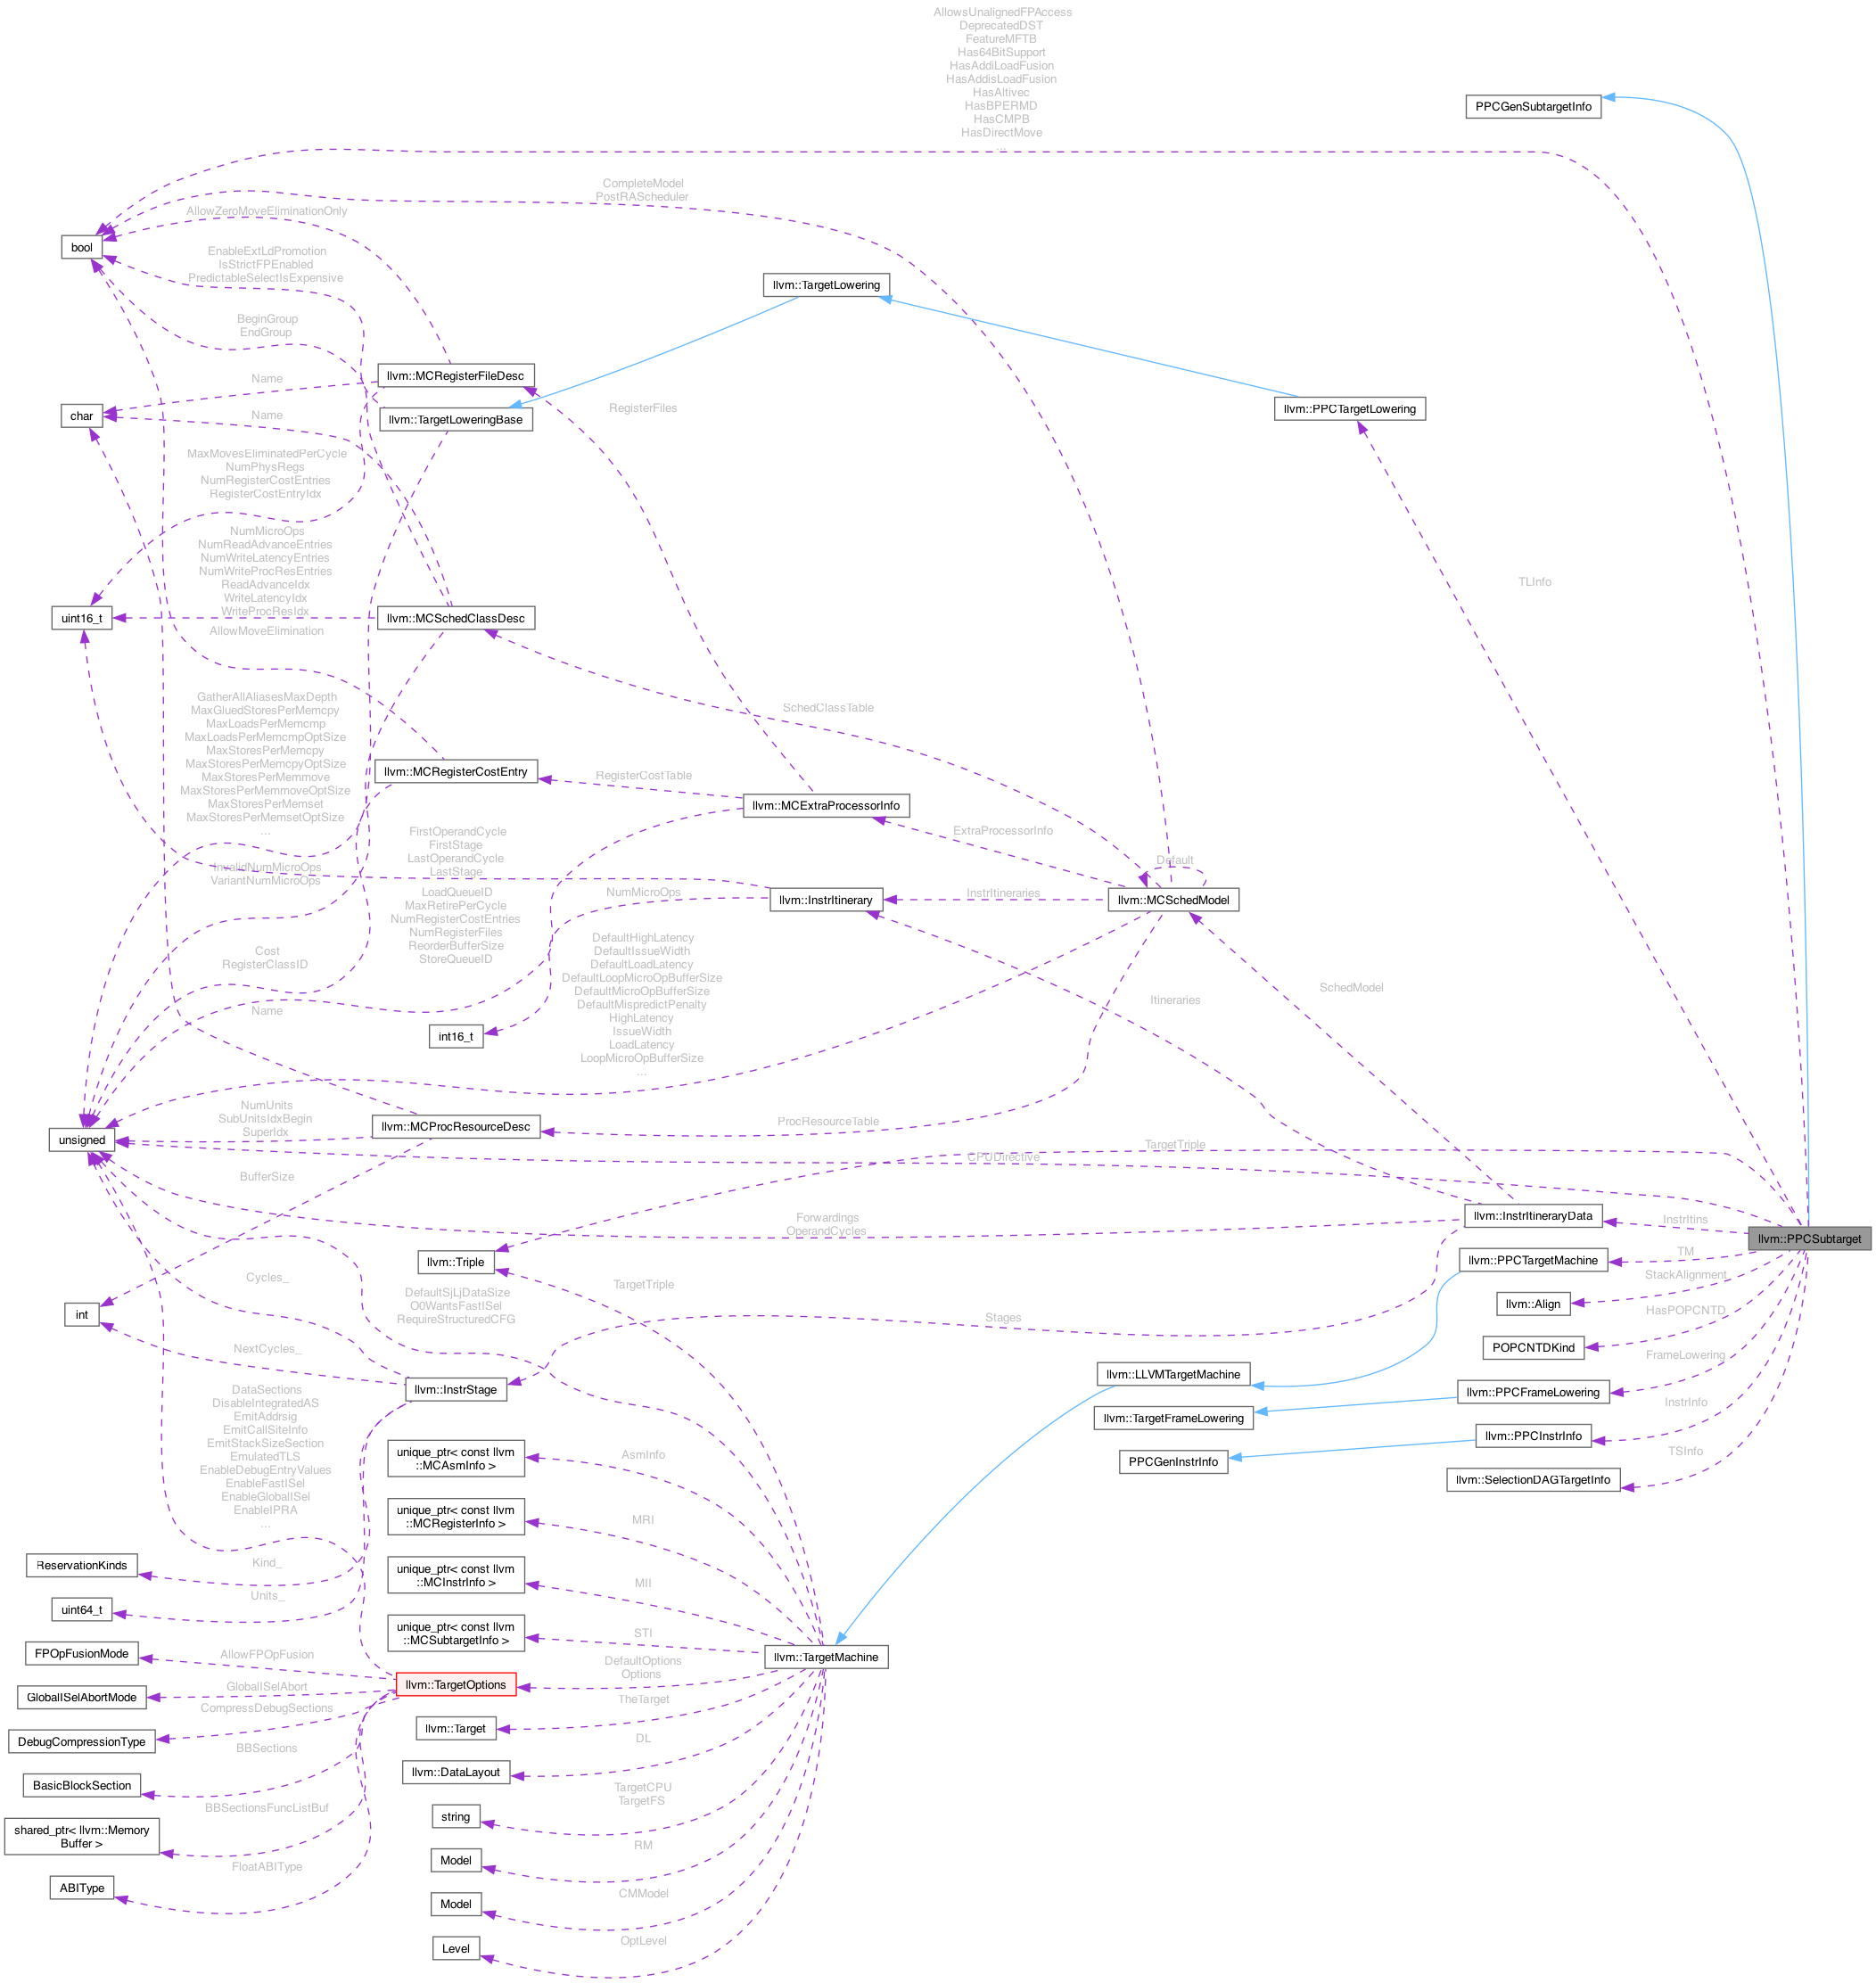 AllowsUnalignedFPAccess
DeprecatedDST
FeatureMFTB
Has64BitSupport
HasAddiLoadFusion
HasAddisLoadFusion
HasAltivec
HasBPERMD
HasCMPB
HasDirectMove
...
PPCGenSubtargetInfo
CompleteModel
PostRAScheduler
AllowZeroMoveEliminationOnly
bool
EnableExtLdPromotion
IsStrictFPEnabled
PredictableSelectIsExpensive
llvm::TargetLowering
BeginGroup
EndGroup
llvm::MCRegisterFileDesc
Name
RegisterFiles
llvm::PPCTargetLowering
char
Name
llvm::TargetLoweringBase
MaxMovesEliminatedPerCycle
NumPhysRegs
NumRegisterCostEntries
RegisterCostEntryIdx
NumMicroOps
NumReadAdvanceEntries
NumWriteLatencyEntries
NumWriteProcResEntries
ReadAdvanceIdx
WriteLatencyIdx
WriteProcResIdx
TLInfo
uint16_t
llvm::MCSchedClassDesc
AllowMoveElimination
GatherAllAliasesMaxDepth
MaxGluedStoresPerMemcpy
MaxLoadsPerMemcmp
MaxLoadsPerMemcmpOptSize
MaxStoresPerMemcpy
MaxStoresPerMemcpyOptSize
MaxStoresPerMemmove
MaxStoresPerMemmoveOptSize
MaxStoresPerMemset
MaxStoresPerMemsetOptSize
...
SchedClassTable
llvm::MCRegisterCostEntry
RegisterCostTable
llvm::MCExtraProcessorInfo
FirstOperandCycle
FirstStage
LastOperandCycle
LastStage
ExtraProcessorInfo
InvalidNumMicroOps
VariantNumMicroOps
Default
LoadQueueID
MaxRetirePerCycle
NumRegisterCostEntries
NumRegisterFiles
ReorderBufferSize
StoreQueueID
NumMicroOps
llvm::InstrItinerary
InstrItineraries
llvm::MCSchedModel
Cost
RegisterClassID
DefaultHighLatency
DefaultIssueWidth
DefaultLoadLatency
DefaultLoopMicroOpBufferSize
DefaultMicroOpBufferSize
DefaultMispredictPenalty
HighLatency
IssueWidth
LoadLatency
LoopMicroOpBufferSize
...
SchedModel
Itineraries
Name
int16_t
NumUnits
SubUnitsIdxBegin
SuperIdx
unsigned
llvm::MCProcResourceDesc
ProcResourceTable
TargetTriple
CPUDirective
BufferSize
Forwardings
OperandCycles
llvm::InstrItineraryData
InstrItins
llvm::PPCSubtarget
llvm::Triple
llvm::PPCTargetMachine
TM
StackAlignment
Cycles_
TargetTriple
DefaultSjLjDataSize
O0WantsFastISel
RequireStructuredCFG
llvm::Align
int
Stages
HasPOPCNTD
NextCycles_
POPCNTDKind
FrameLowering
llvm::LLVMTargetMachine
llvm::InstrStage
llvm::PPCFrameLowering
DataSections
DisableIntegratedAS
EmitAddrsig
EmitCallSiteInfo
EmitStackSizeSection
EmulatedTLS
EnableDebugEntryValues
EnableFastISel
EnableGlobalISel
EnableIPRA
...
llvm::TargetFrameLowering
InstrInfo
llvm::PPCInstrInfo
TSInfo
unique_ptr< const llvm
::MCAsmInfo >
AsmInfo
PPCGenInstrInfo
llvm::SelectionDAGTargetInfo
unique_ptr< const llvm
::MCRegisterInfo >
MRI
ReservationKinds
Kind_
unique_ptr< const llvm
::MCInstrInfo >
MII
uint64_t
Units_
unique_ptr< const llvm
::MCSubtargetInfo >
STI
FPOpFusionMode
AllowFPOpFusion
llvm::TargetMachine
DefaultOptions
Options
llvm::TargetOptions
GlobalISelAbortMode
GlobalISelAbort
CompressDebugSections
TheTarget
llvm::Target
DebugCompressionType
BBSections
DL
llvm::DataLayout
BasicBlockSection
TargetCPU
TargetFS
BBSectionsFuncListBuf
string
shared_ptr< llvm::Memory
Buffer >
RM
Model
FloatABIType
ABIType
CMModel
Model
OptLevel
Level